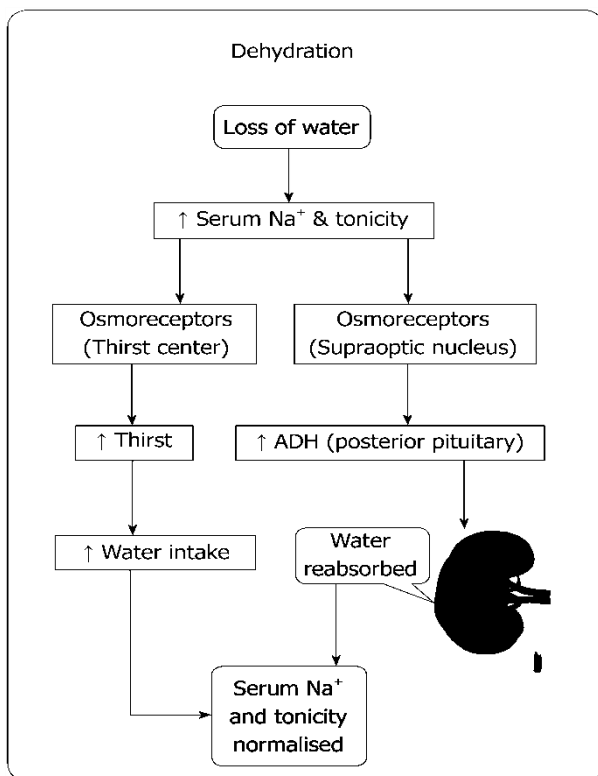 Dehydration
Loss of water
↑ Serum Na⁺ & tonicity
Osmoreceptors
(Thirst center)
Osmoreceptors
(Supraoptic nucleus)
↑ Thirst
↑ ADH (posterior pituitary)
↑ Water intake
Water
reabsorbed
Serum Na⁺
and tonicity
normalised